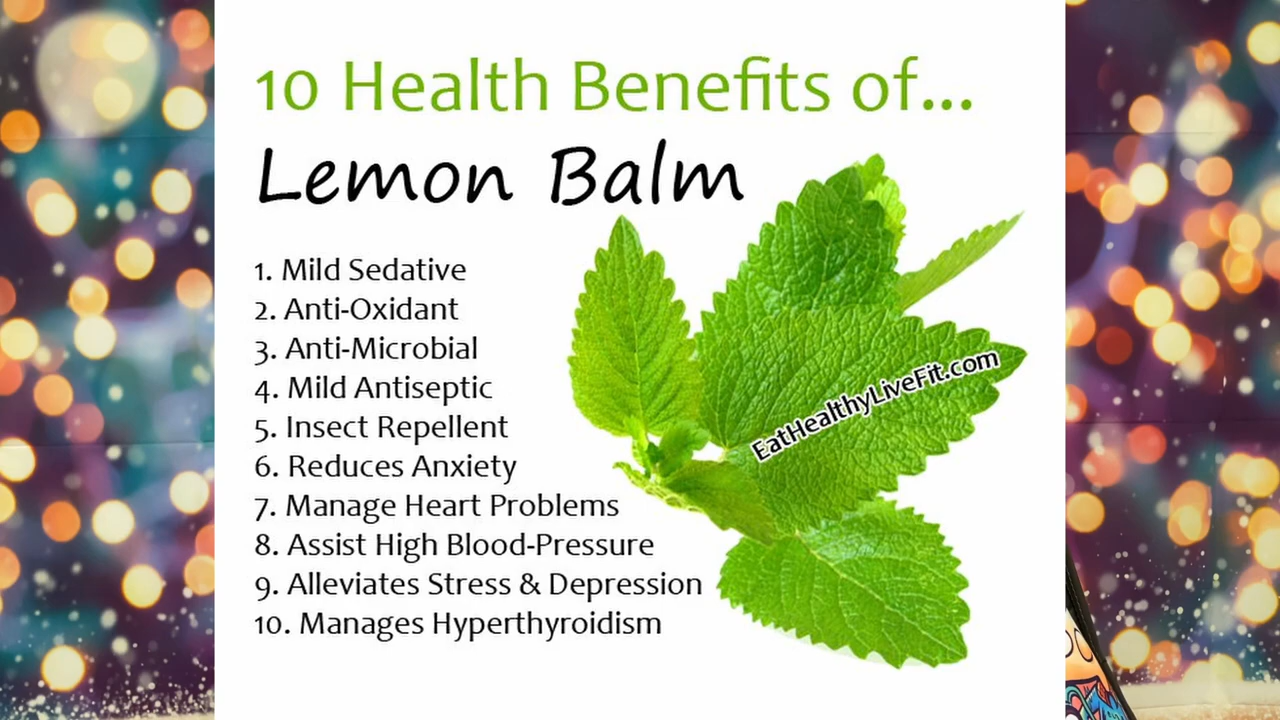 10 Health Benefits of...
Lemon Balm
1. Mild Sedative
2. Anti-Oxidant
3. Anti-Microbial
4. Mild Antiseptic
5. Insect Repellent
6. Reduces Anxiety
7. Manage Heart Problems
8. Assist High Blood-Pressure
9. Alleviates Stress & Depression
10. Manages Hyperthyroidism
EatHealthyLiveFit.com